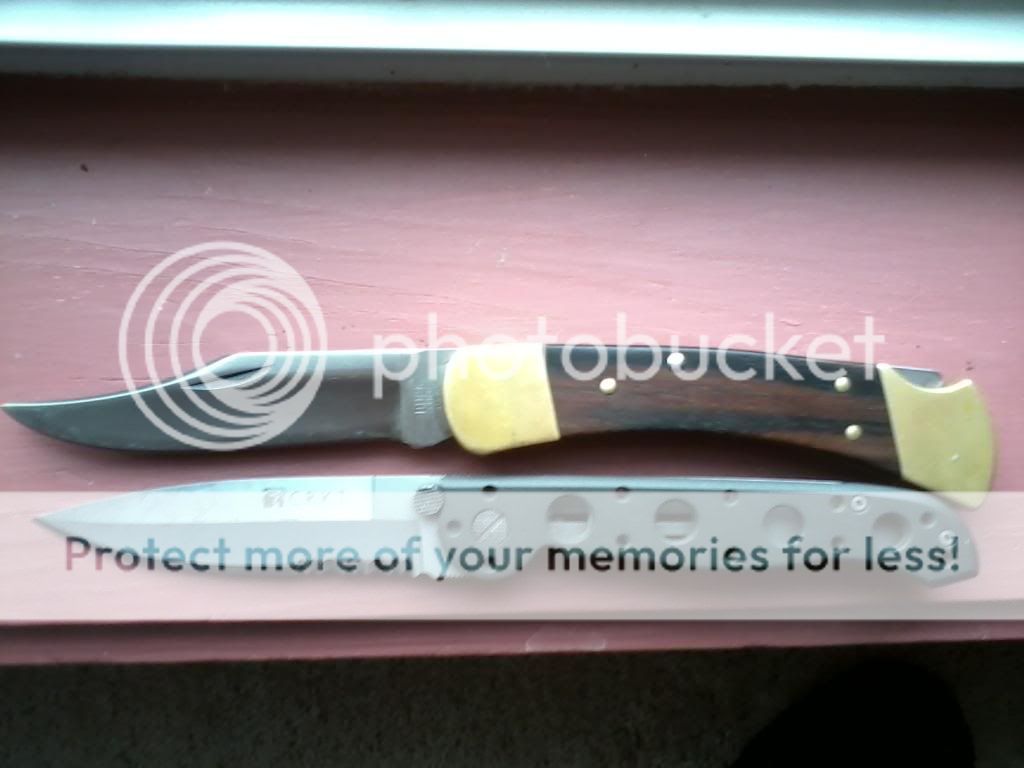 photobucket
CRKT
Protect more of your memories for less!